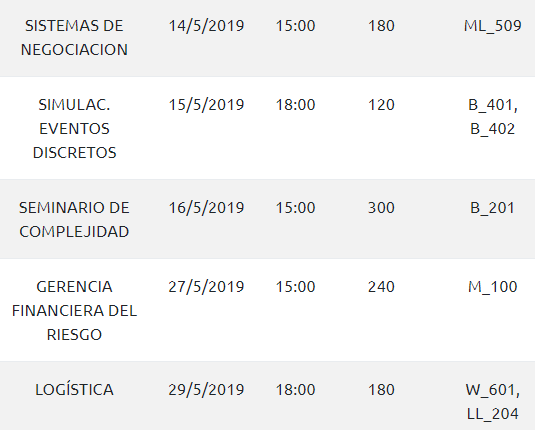 SISTEMAS DE NEGOCIACION 14/5/2019 15:00 180 ML_509
SIMULAC. EVENTOS DISCRETOS 15/5/2019 18:00 120 B_401, B_402
SEMINARIO DE COMPLEJIDAD 16/5/2019 15:00 300 B_201
GERENCIA FINANCIERA DEL RIESGO 27/5/2019 15:00 240 M_100
LOGÍSTICA 29/5/2019 18:00 180 W_601, LL_204